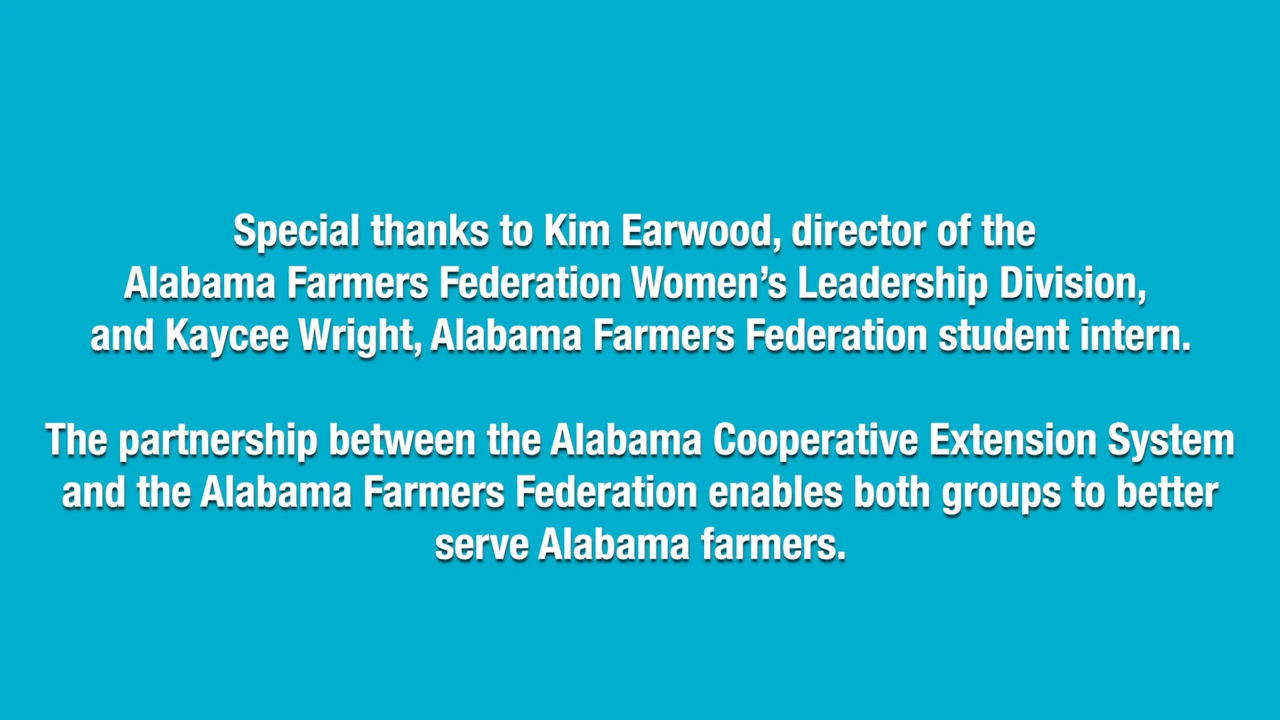 Special thanks to Kim Earwood, director of the
Alabama Farmers Federation Women’s Leadership Division,
and Kaycee Wright, Alabama Farmers Federation student intern.
The partnership between the Alabama Cooperative Extension System
and the Alabama Farmers Federation enables both groups to better
serve Alabama farmers.